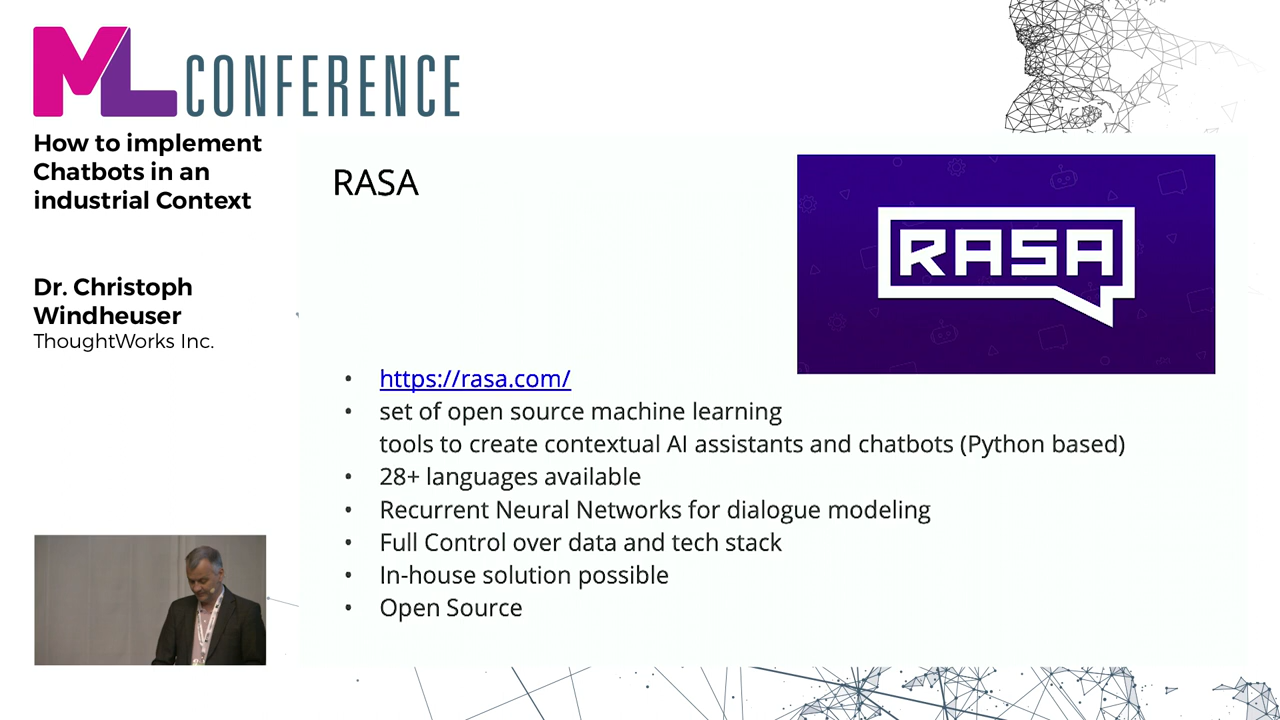 ML CONFERENCE
How to implement
Chatbots in an
industrial Context
Dr. Christoph
Windheuser
ThoughtWorks Inc.
RASA
RASA
• https://rasa.com/
• set of open source machine learning
tools to create contextual AI assistants and chatbots (Python based)
• 28+ languages available
• Recurrent Neural Networks for dialogue modeling
• Full Control over data and tech stack
• In-house solution possible
• Open Source